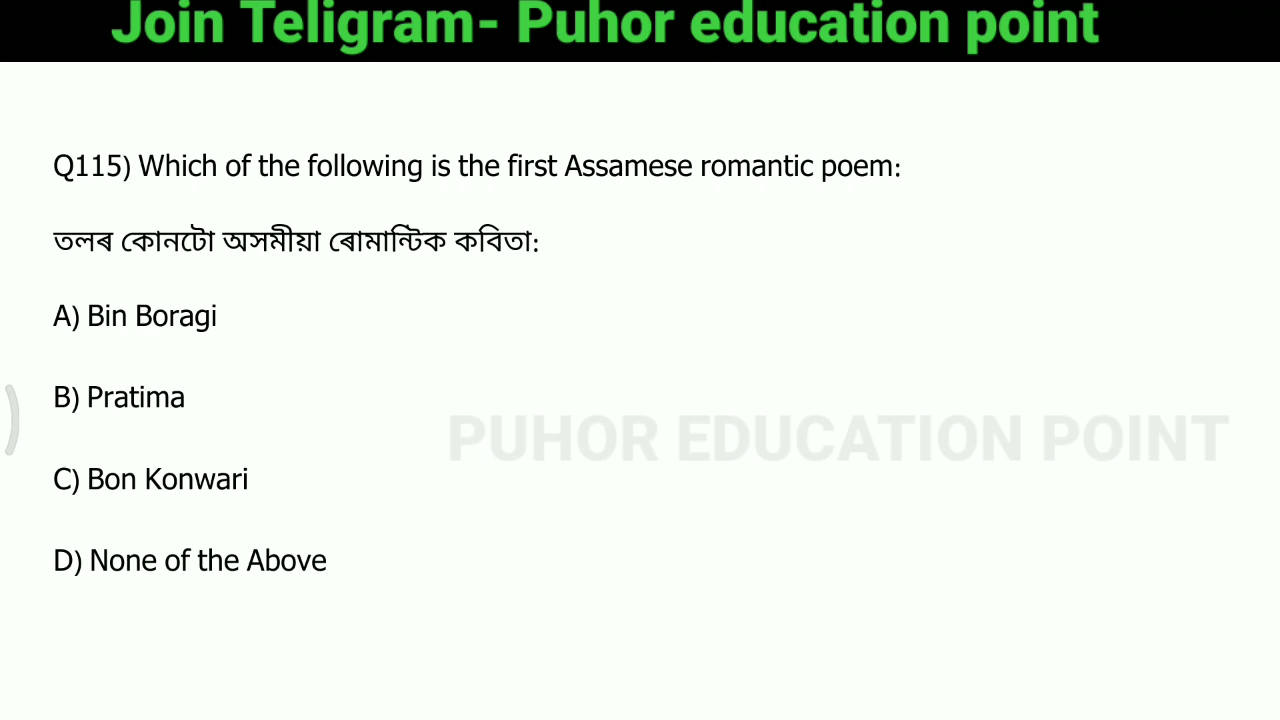 Join Teligram- Puhor education point
Q115) Which of the following is the first Assamese romantic poem:
তলৰ কোনটো অসমীয়া ৰোমান্টিক কবিতা:
A) Bin Boragi
B) Pratima
PUHOR EDUCATION POINT
C) Bon Konwari
D) None of the Above